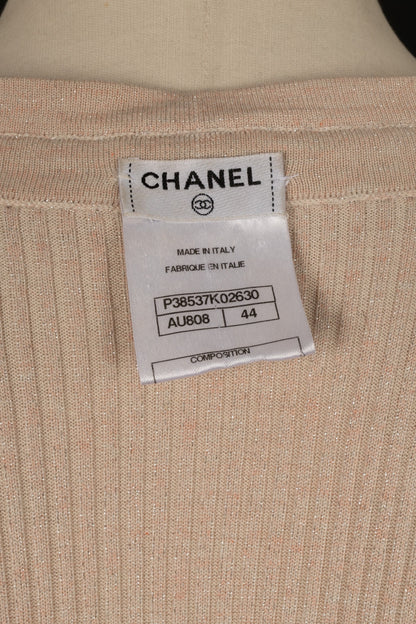 CHANEL
MADE IN ITALY
FABRIQUE EN ITALIE
P38537K02630
AU808 44
COMPOSITION